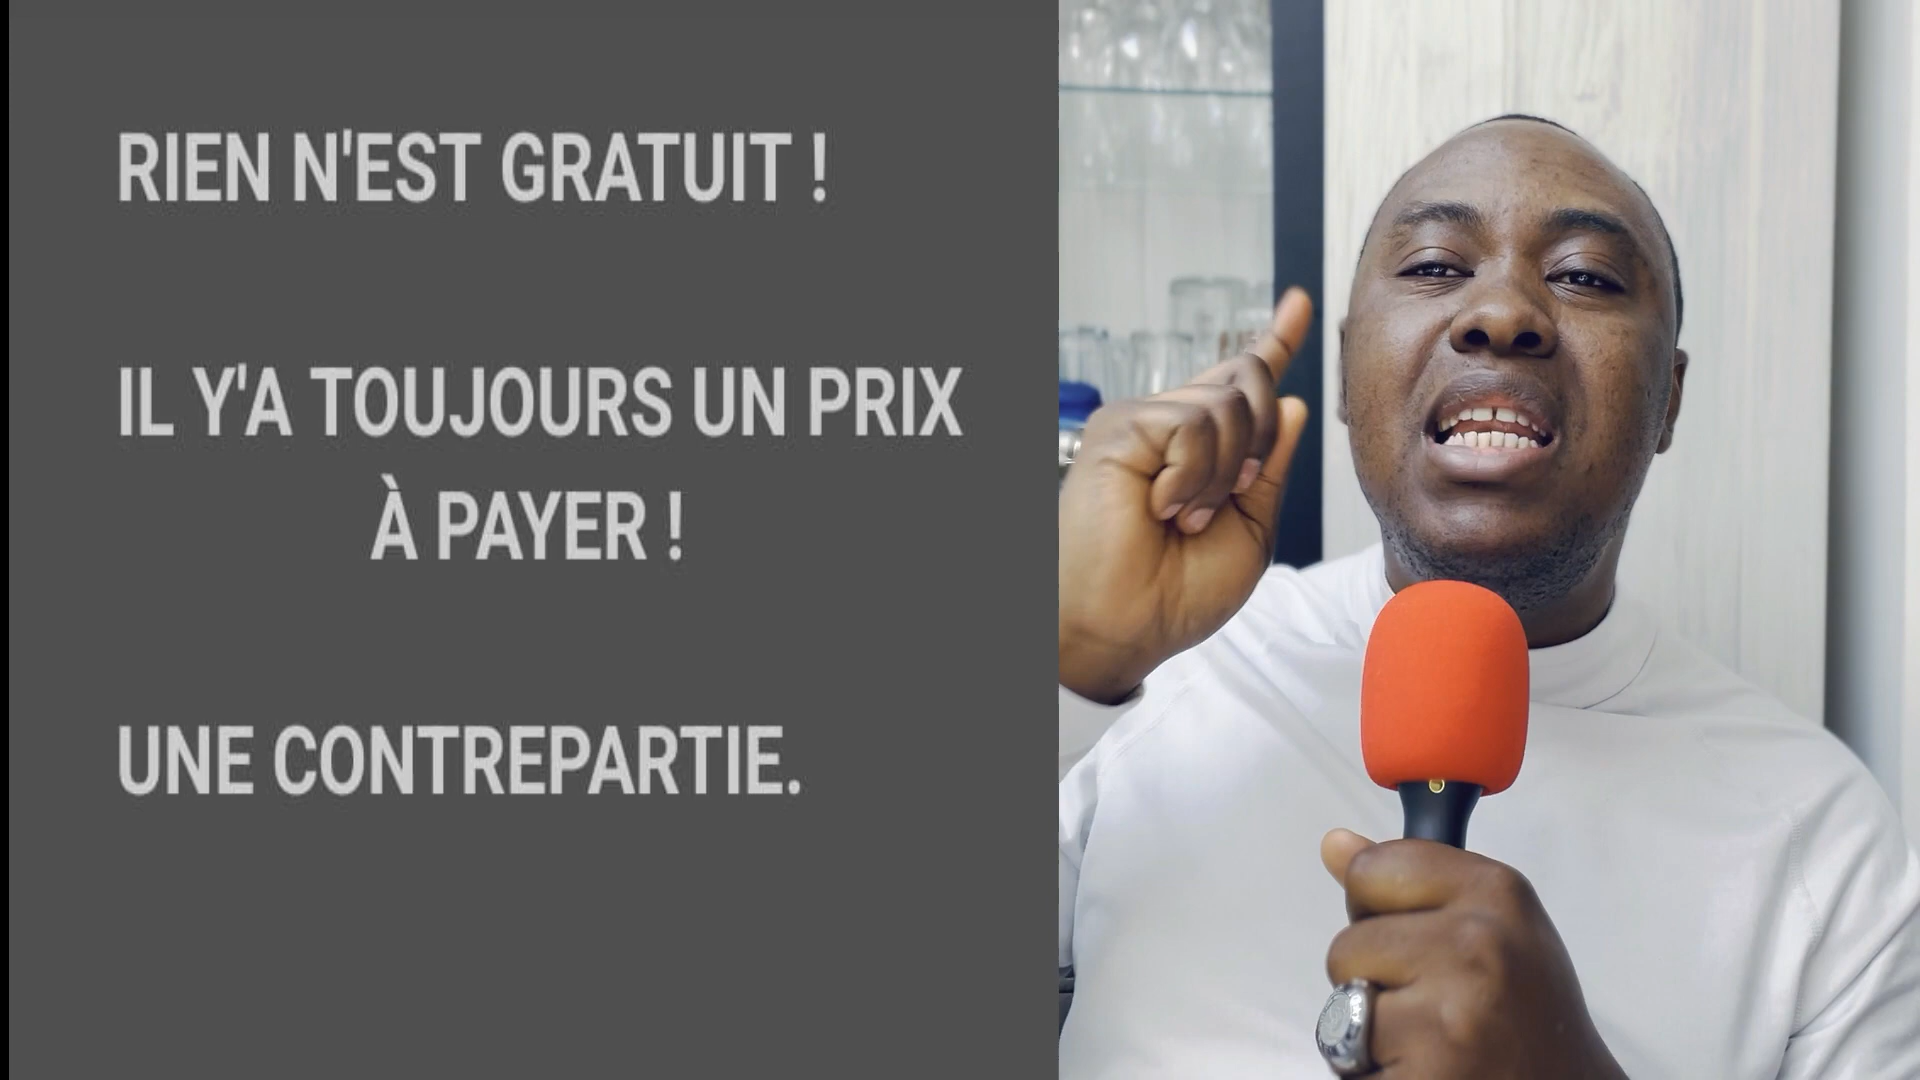 RIEN N'EST GRATUIT !
IL Y'A TOUJOURS UN PRIX
À PAYER !
UNE CONTREPARTIE.